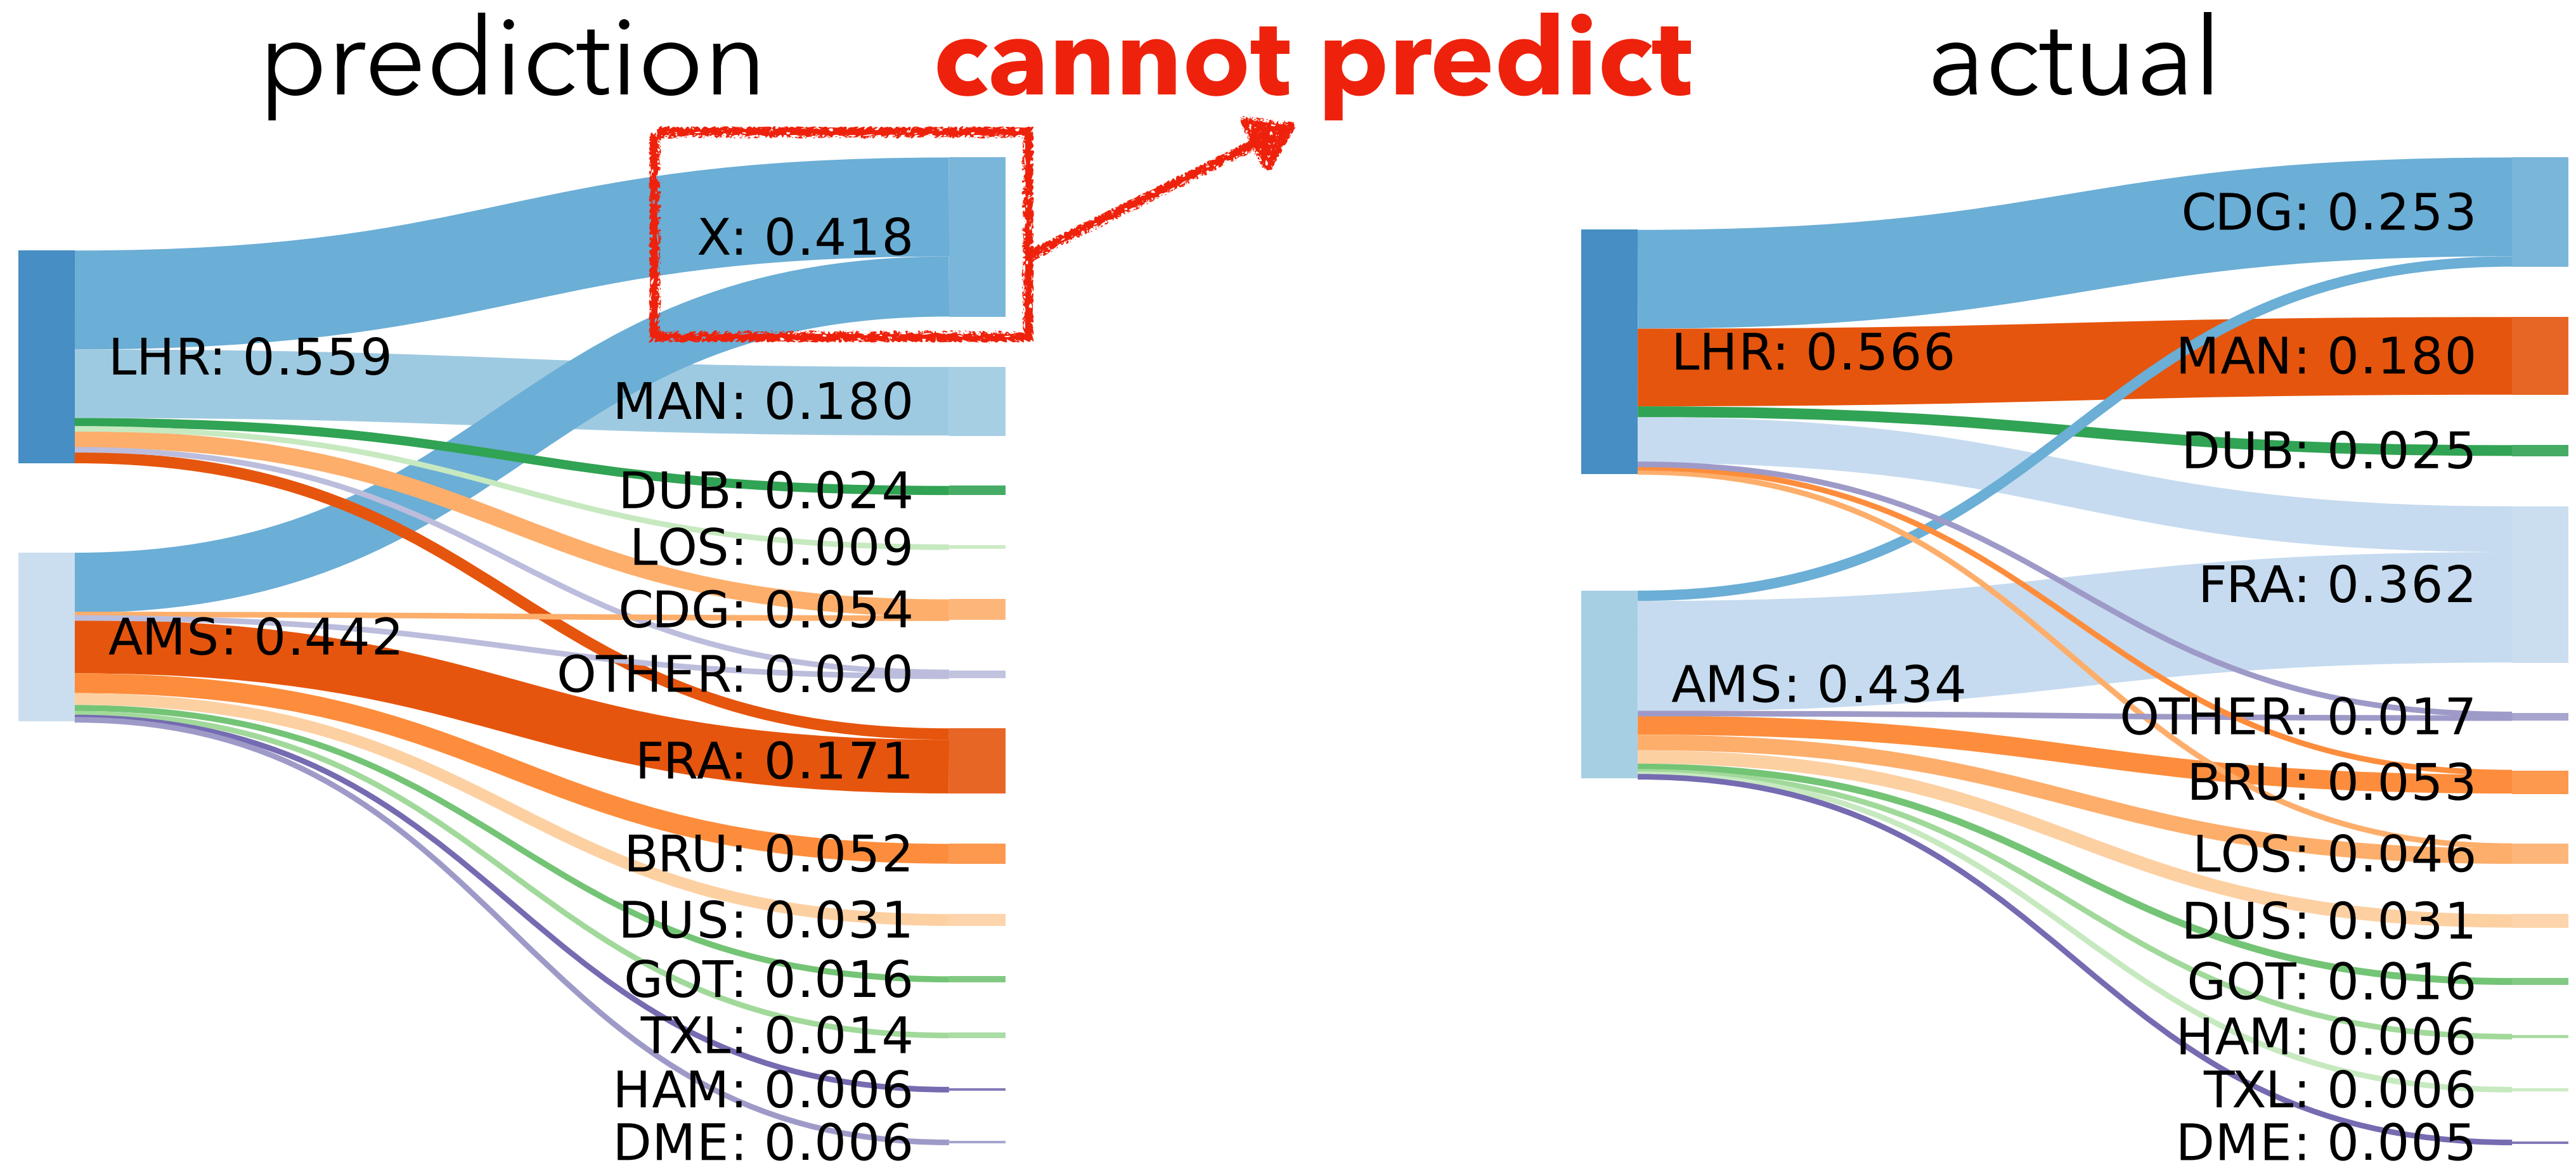 prediction
cannot predict
actual
X: 0.418
LHR: 0.559
MAN: 0.180
DUB: 0.024
LOS: 0.009
CDG: 0.054
AMS: 0.442
OTHER: 0.020
FRA: 0.171
BRU: 0.052
DUS: 0.031
GOT: 0.016
TXL: 0.014
HAM: 0.006
DME: 0.006
CDG: 0.253
LHR: 0.566
MAN: 0.180
DUB: 0.025
FRA: 0.362
AMS: 0.434
OTHER: 0.017
BRU: 0.053
LOS: 0.046
DUS: 0.031
GOT: 0.016
HAM: 0.006
TXL: 0.006
DME: 0.005